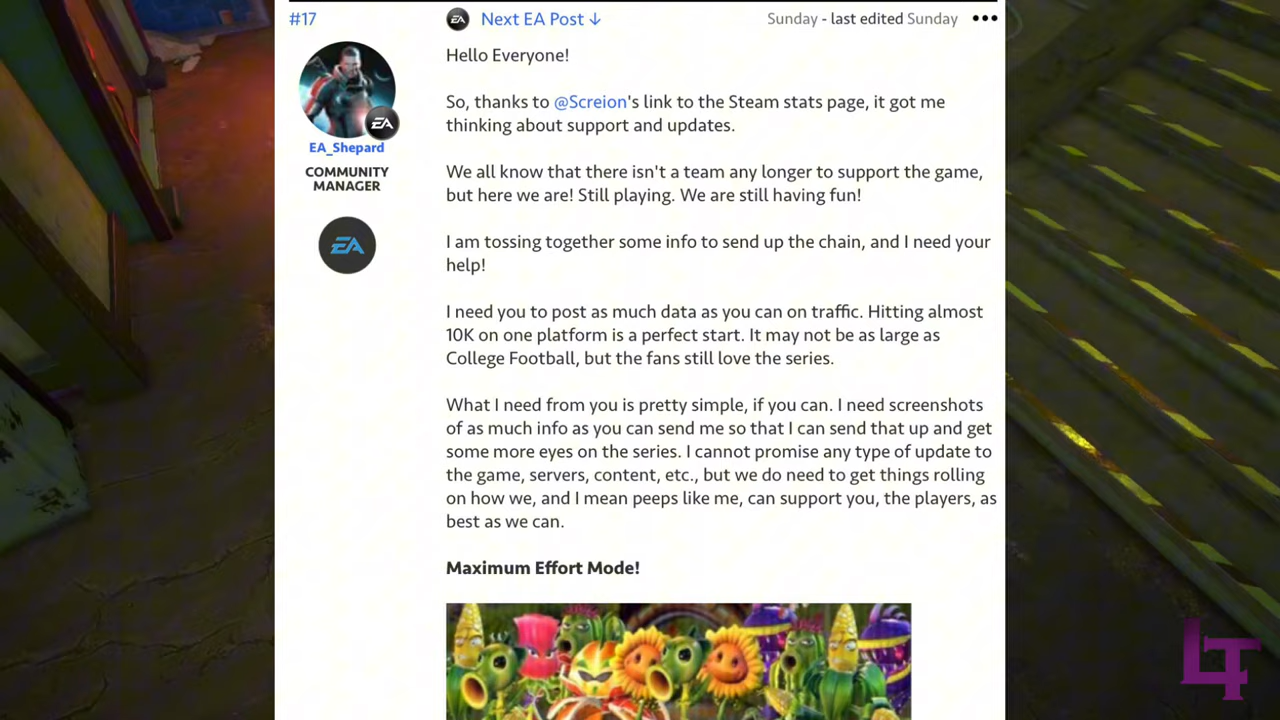 #17
Next EA Post ↓
Sunday - last edited Sunday
Hello Everyone!
So, thanks to @Screion's link to the Steam stats page, it got me
thinking about support and updates.
EA
EA_Shepard
COMMUNITY
MANAGER
EA
We all know that there isn't a team any longer to support the game,
but here we are! Still playing. We are still having fun!
I am tossing together some info to send up the chain, and I need your
help!
I need you to post as much data as you can on traffic. Hitting almost
10K on one platform is a perfect start. It may not be as large as
College Football, but the fans still love the series.
What I need from you is pretty simple, if you can. I need screenshots
of as much info as you can send me so that I can send that up and get
some more eyes on the series. I cannot promise any type of update to
the game, servers, content, etc., but we do need to get things rolling
on how we, and I mean peeps like me, can support you, the players, as
best as we can.
Maximum Effort Mode!
LT